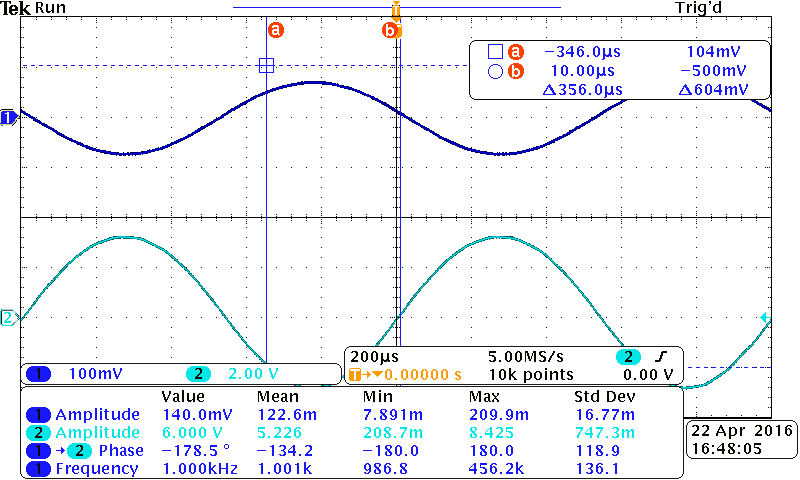 Tek Run Trig'd
T
a b
a −346.0µs 104mV
b 10.00µs −500mV
Δ356.0µs Δ604mV
1
2
1 100mV 2 2.00 V
200µs 5.00MS/s 2
T→▼0.00000 s 10k points 0.00 V
Value Mean Min Max Std Dev
1 Amplitude 140.0mV 122.6m 7.891m 209.9m 16.77m
2 Amplitude 6.000 V 5.226 208.7m 8.425 747.3m
1 → 2 Phase −178.5 ° −134.2 −180.0 180.0 118.9
1 Frequency 1.000kHz 1.001k 986.8 456.2k 136.1
22 Apr 2016
16:48:05